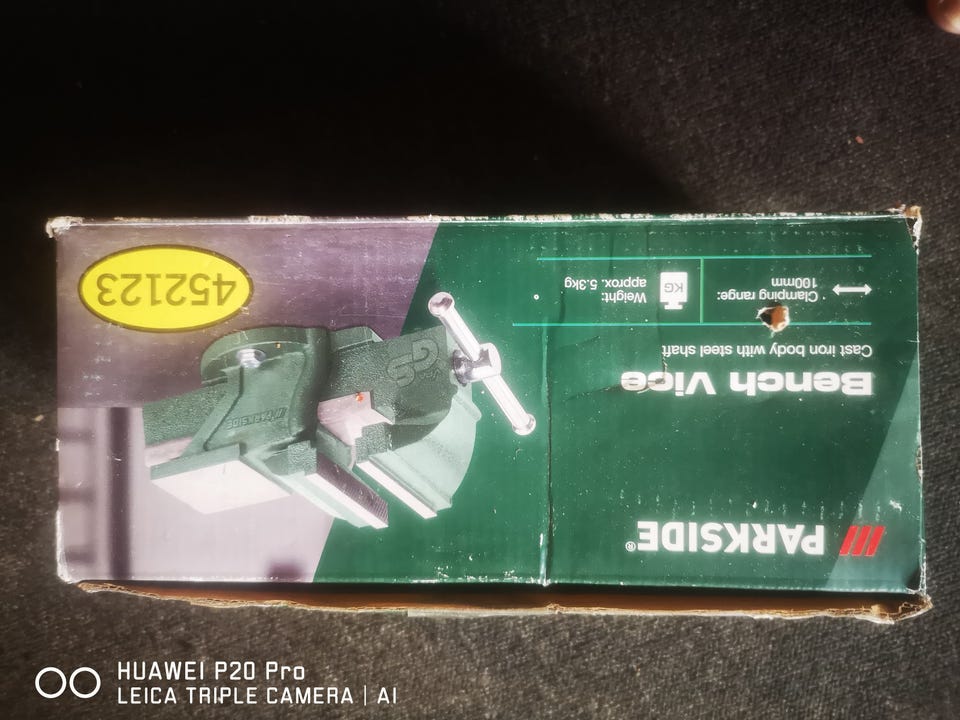 PARKSIDE®
Bench Vice
Cast iron body with steel shaft
Clamping range:
100mm
Weight:
approx. 5.3kg
KG
452123
PARKSIDE
GS
HUAWEI P20 Pro
LEICA TRIPLE CAMERA | AI